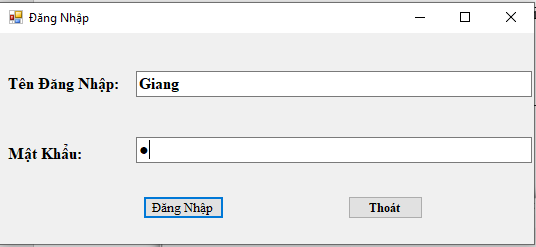 Đăng Nhập
Tên Đăng Nhập: Giang
Mật Khẩu: ●
Đăng Nhập Thoát